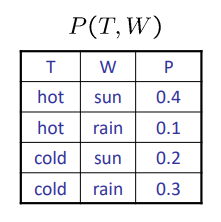 P(T, W)
T W P
hot sun 0.4
hot rain 0.1
cold sun 0.2
cold rain 0.3